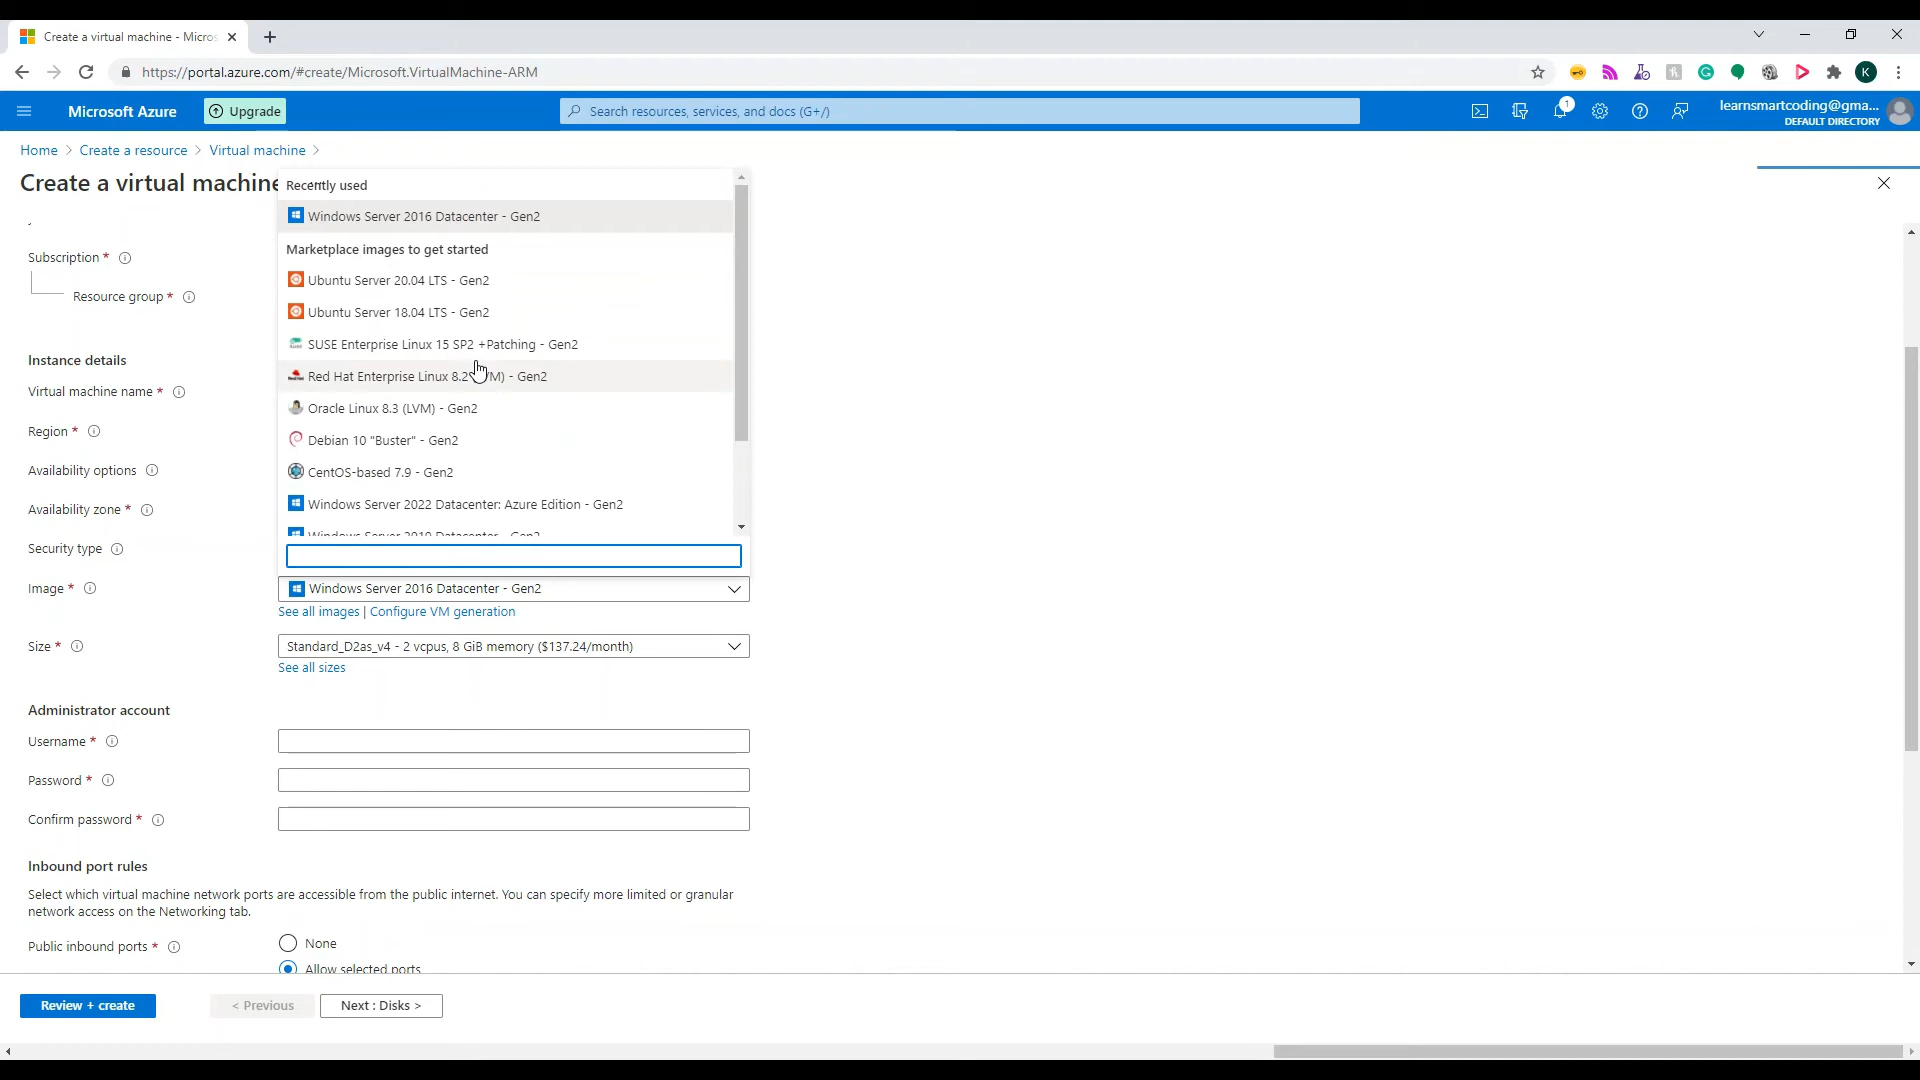 Create a virtual machine - Micros
https://portal.azure.com/#create/Microsoft.VirtualMachine-ARM
K
Microsoft Azure
Upgrade
Search resources, services, and docs (G+/)
1
learnsmartcoding@gma...
DEFAULT DIRECTORY
Home > Create a resource > Virtual machine >
Create a virtual machine
Recently used
Windows Server 2016 Datacenter - Gen2
Marketplace images to get started
Subscription *
Ubuntu Server 20.04 LTS - Gen2
Resource group *
Ubuntu Server 18.04 LTS - Gen2
SUSE Enterprise Linux 15 SP2 +Patching - Gen2
Instance details
Red Hat Enterprise Linux 8.2 - Gen2
Virtual machine name *
Oracle Linux 8.3 (LVM) - Gen2
Region *
Debian 10 "Buster" - Gen2
Availability options
CentOS-based 7.9 - Gen2
Availability zone *
Windows Server 2022 Datacenter: Azure Edition - Gen2
Windows Server 2019 Datacenter - Gen2
Security type
Image *
Windows Server 2016 Datacenter - Gen2
See all images | Configure VM generation
Size *
Standard_D2as_v4 - 2 vcpus, 8 GiB memory ($137.24/month)
See all sizes
Administrator account
Username *
Password *
Confirm password *
Inbound port rules
Select which virtual machine network ports are accessible from the public internet. You can specify more limited or granular
network access on the Networking tab.
Public inbound ports *
None
Allow selected ports
Review + create
< Previous
Next : Disks >